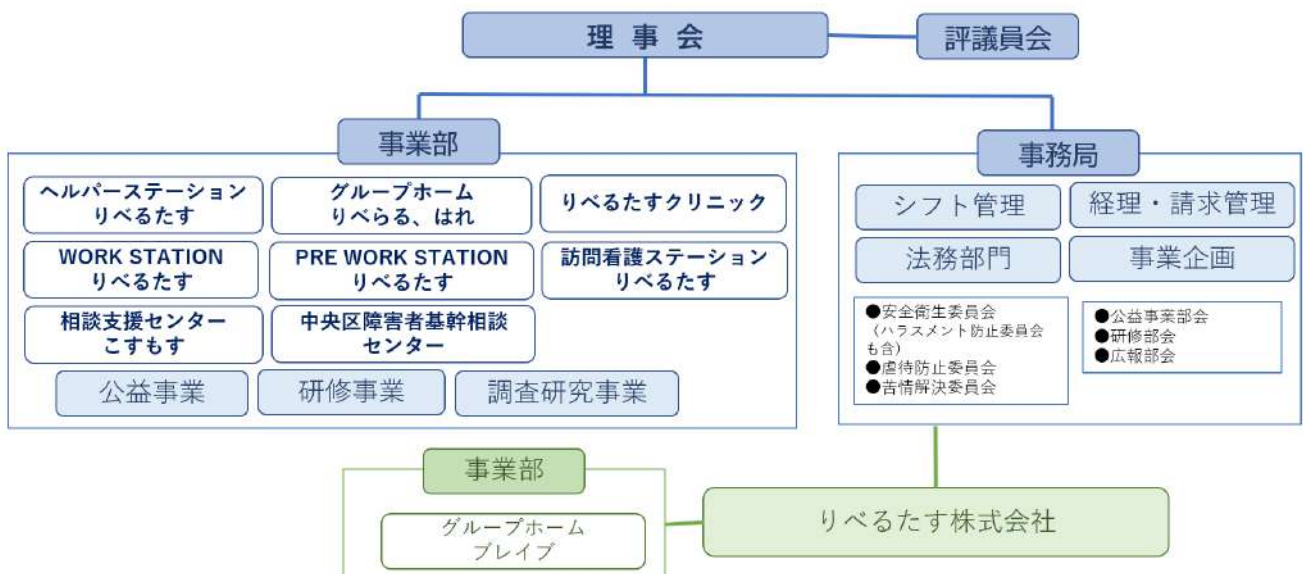 理 事 会
評議員会
事業部
ヘルパーステーション
りべるたす
グループホーム
りべらる、はれ
りべるたすクリニック
WORK STATION
りべるたす
PRE WORK STATION
りべるたす
訪問看護ステーション
りべるたす
相談支援センター
こすもす
中央区障害者基幹相談
センター
公益事業
研修事業
調査研究事業
事務局
シフト管理
経理・請求管理
法務部門
事業企画
●安全衛生委員会
（ハラスメント防止委員会
も含）
●虐待防止委員会
●苦情解決委員会
●公益事業部会
●研修部会
●広報部会
事業部
グループホーム
ブレイブ
りべるたす株式会社